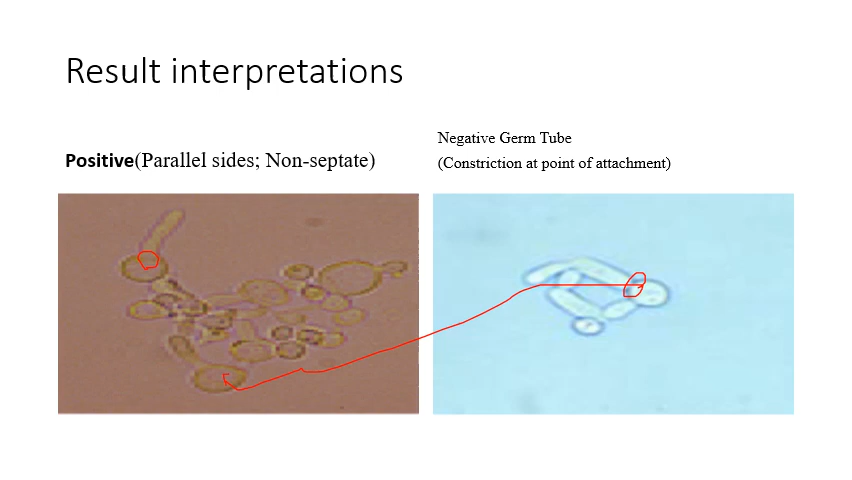 Result interpretations
Positive(Parallel sides; Non-septate)
Negative Germ Tube
(Constriction at point of attachment)